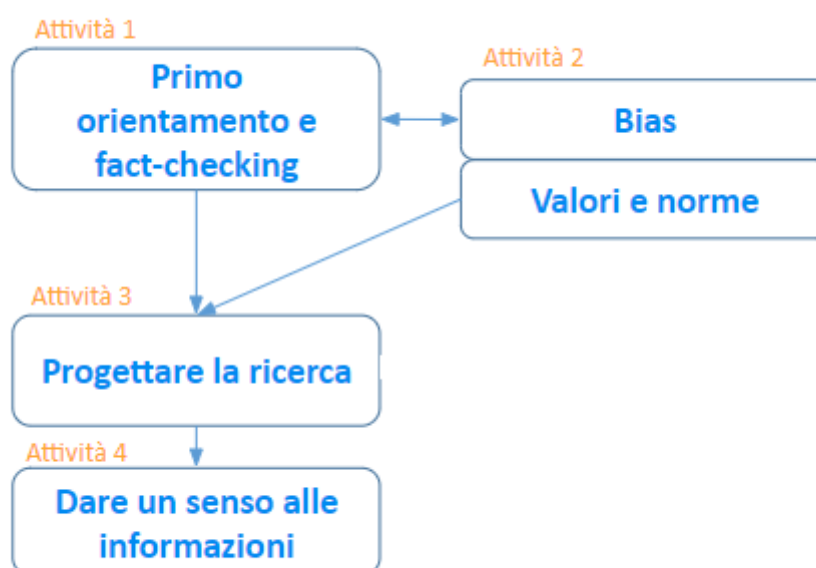 Attività 1
Primo
orientamento e
fact-checking
Attività 2
Bias
Valori e norme
Attività 3
Progettare la ricerca
Attività 4
Dare un senso alle
informazioni